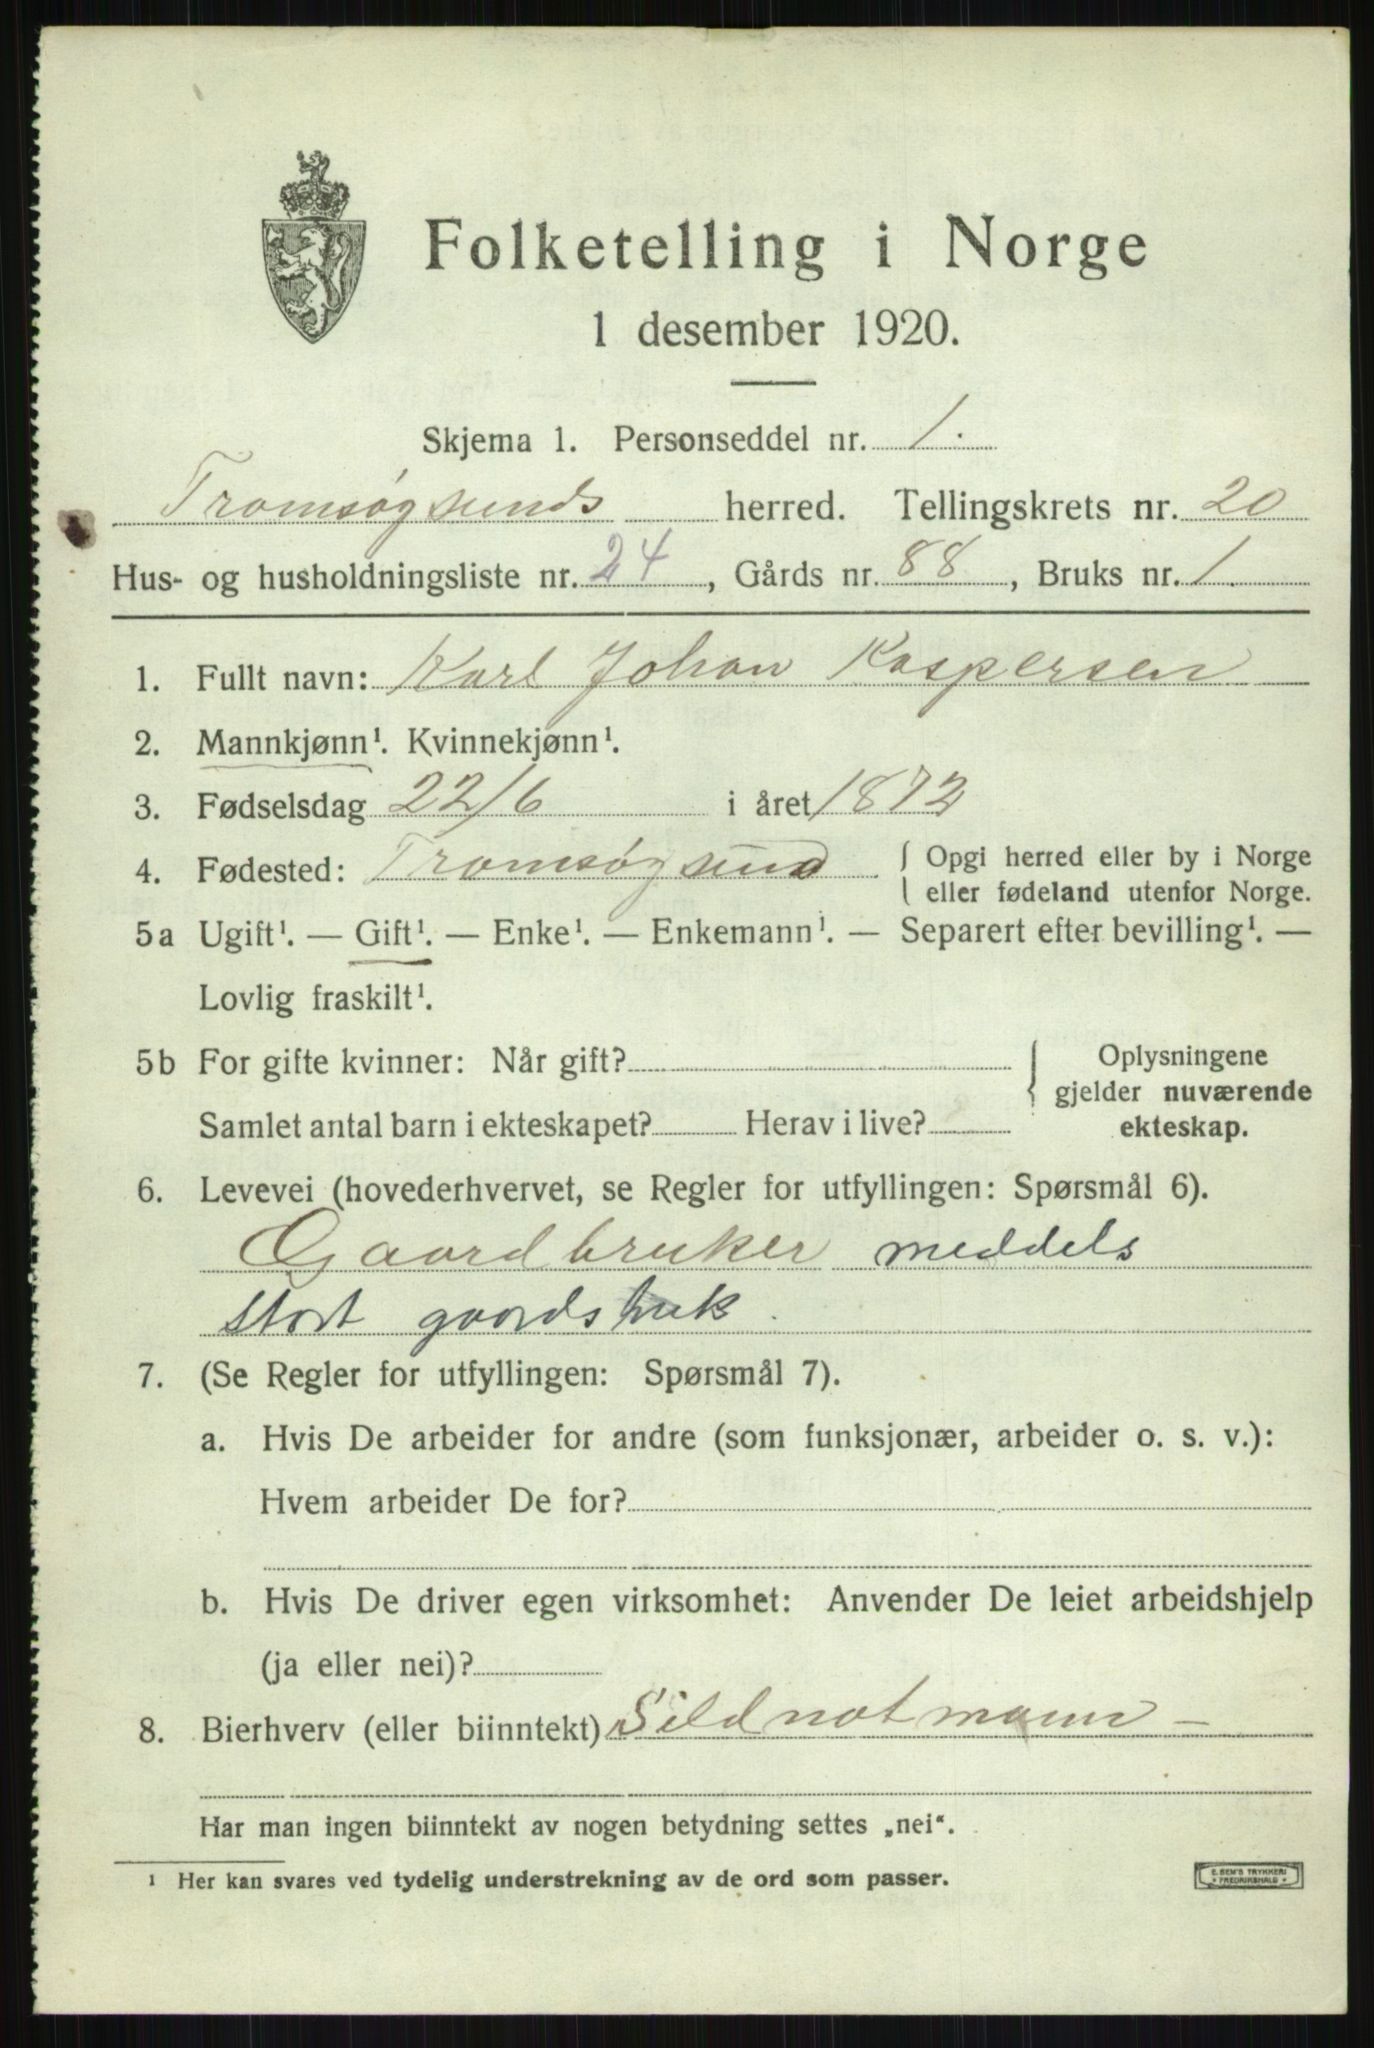 Folketelling i Norge
1 desember 1920.
Skjema 1. Personseddel nr. 1.
Tromsøysunds herred. Tellingskrets nr. 20
Hus- og husholdningsliste nr. 24, Gårds nr. 88, Bruks nr. 1.
1. Fullt navn: Karl Johan Kaspersen
2. Mannkjønn¹. Kvinnekjønn¹.
3. Fødselsdag 22/6 i året 1872
4. Fødested: Tromsøysund { Opgi herred eller by i Norge
eller fødeland utenfor Norge.
5a Ugift¹. — Gift¹. — Enke¹. — Enkemann¹. — Separert efter bevilling¹. —
Lovlig fraskilt¹.
5b For gifte kvinner: Når gift?
Samlet antal barn i ekteskapet? Herav i live?
{ Oplysningene
gjelder nuværende
ekteskap.
6. Levevei (hovederhvervet, se Regler for utfyllingen: Spørsmål 6).
Gaardbruker meddels
stort gaardsbruk.
7. (Se Regler for utfyllingen: Spørsmål 7).
a. Hvis De arbeider for andre (som funksjonær, arbeider o. s. v.):
Hvem arbeider De for?
b. Hvis De driver egen virksomhet: Anvender De leiet arbeidshjelp
(ja eller nei)?
8. Bierhverv (eller biinntekt) Sildnotmann —
Har man ingen biinntekt av nogen betydning settes „nei“.
¹ Her kan svares ved tydelig understrekning av de ord som passer.
E. SEM'S TRYKKERI
FREDRIKSHALD